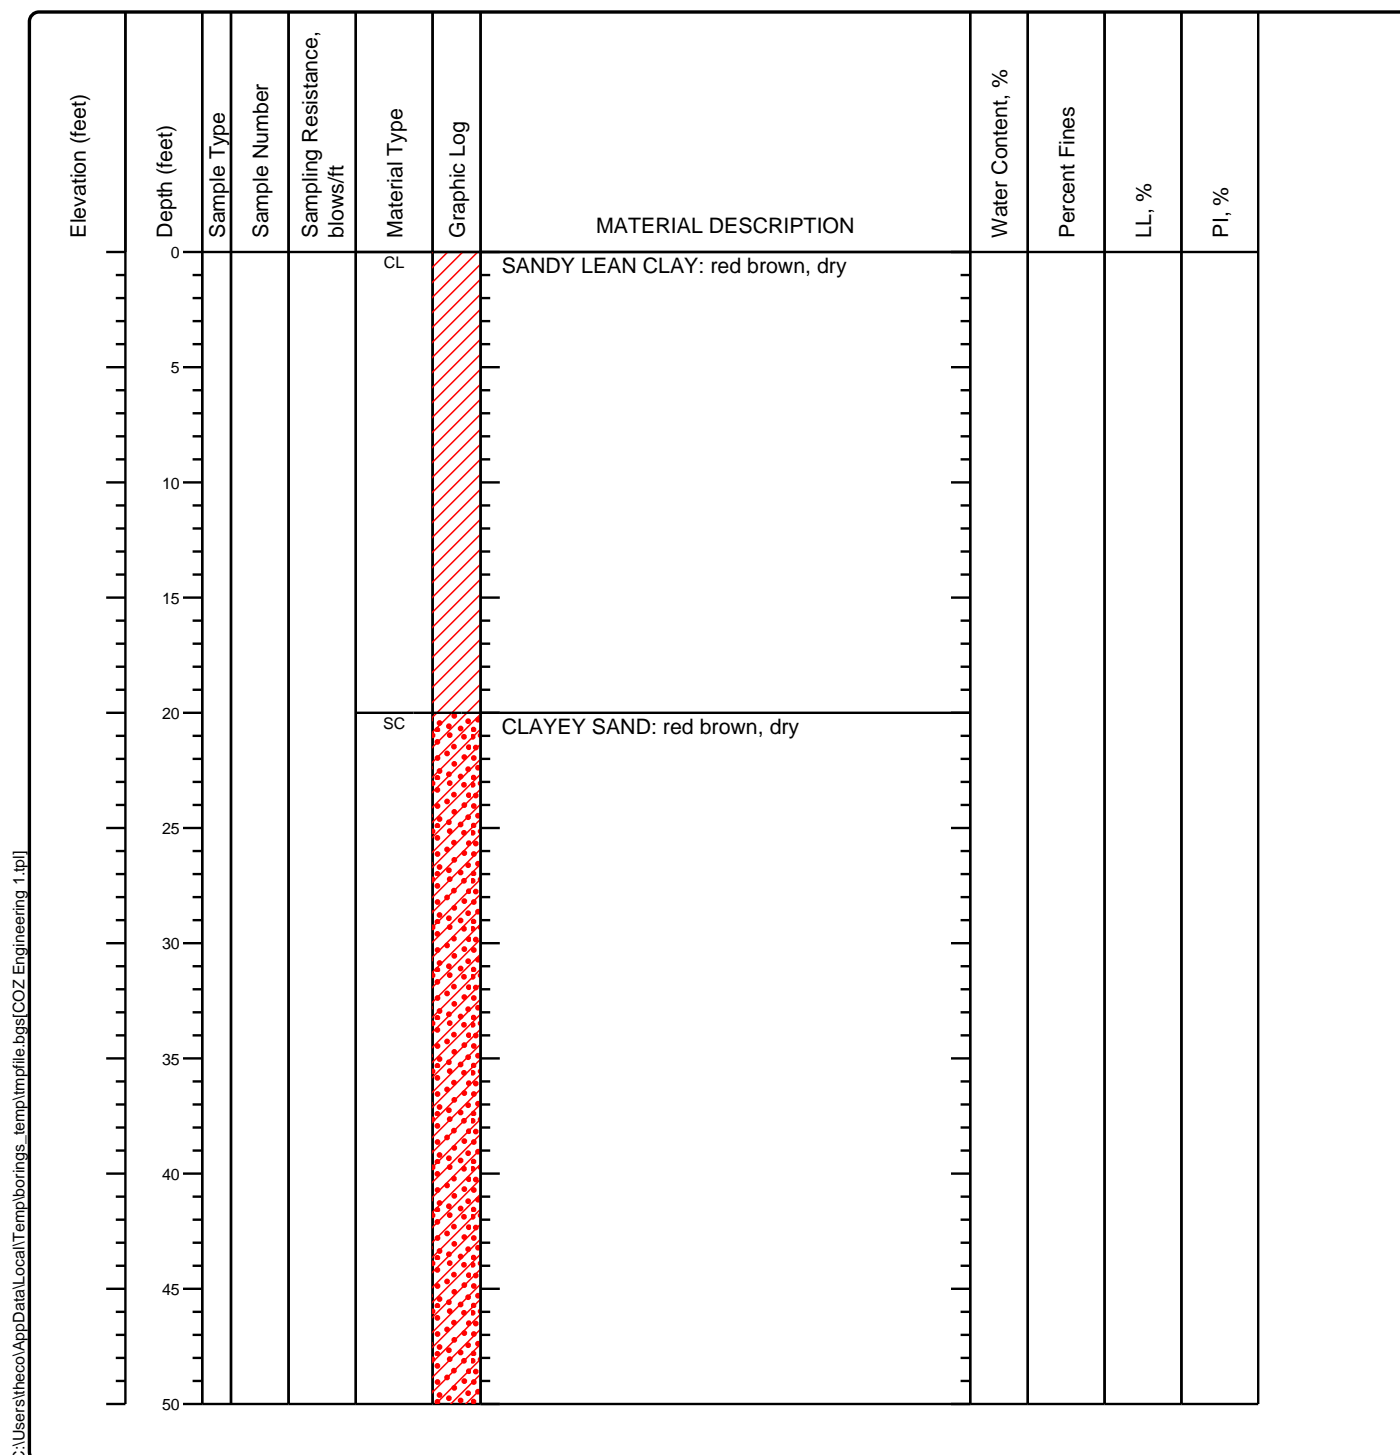 Elevation (feet)
Depth (feet)
Sample Type
Sample Number
Sampling Resistance,
blows/ft
Material Type
Graphic Log
MATERIAL DESCRIPTION
Water Content, %
Percent Fines
LL, %
PI, %
0
CL
SANDY LEAN CLAY: red brown, dry
5
10
15
20
SC
CLAYEY SAND: red brown, dry
25
30
35
40
45
50
C:\Users\theco\AppData\Local\Temp\borings_temp\tmpfile.bgs[COZ Engineering 1.tpl]